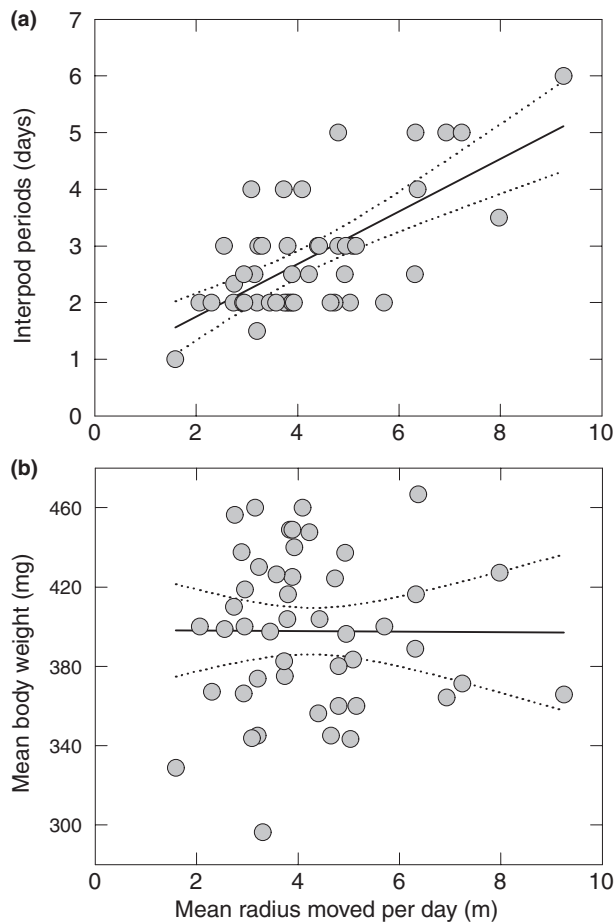 (a)
7
6
5
4
3
2
1
0
Interpod periods (days)
0 2 4 6 8 10
(b)
460
420
380
340
300
Mean body weight (mg)
0 2 4 6 8 10
Mean radius moved per day (m)